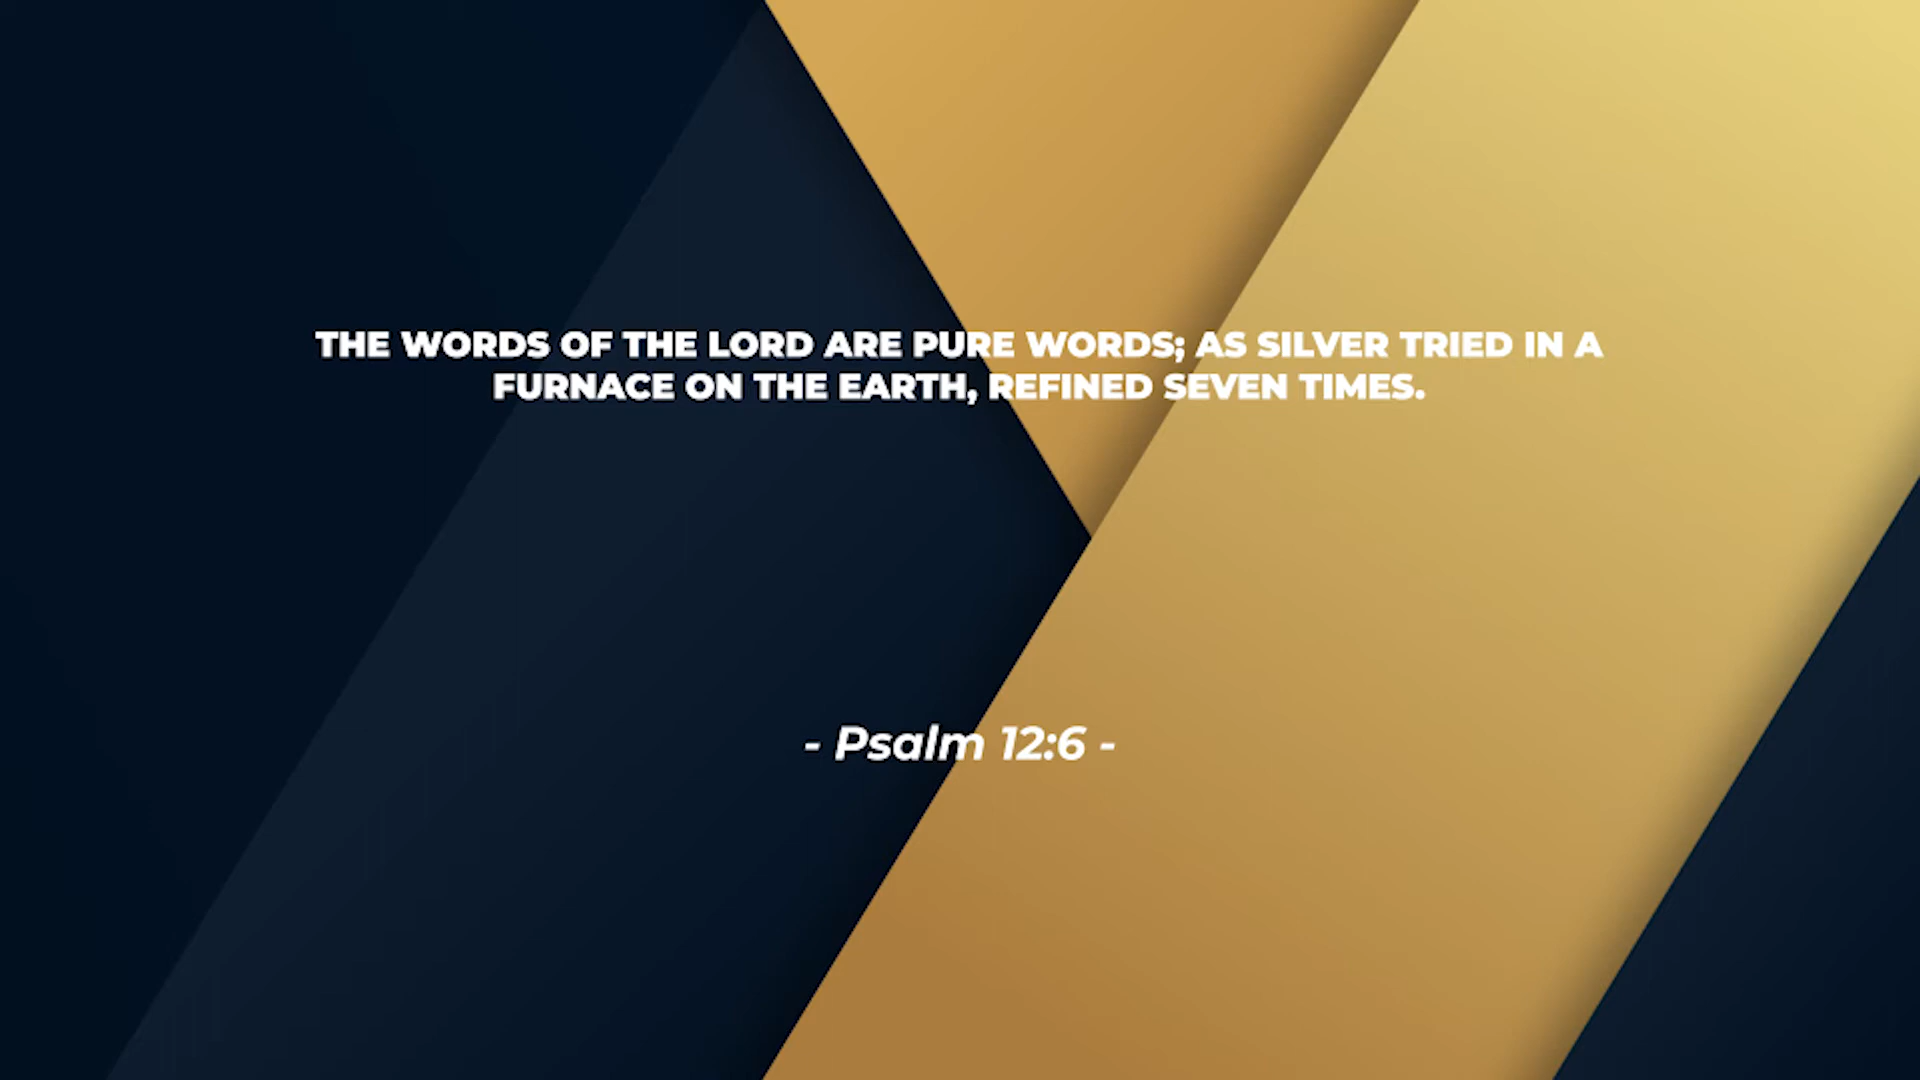 THE WORDS OF THE LORD ARE PURE WORDS; AS SILVER TRIED IN A
FURNACE ON THE EARTH, REFINED SEVEN TIMES.
- Psalm 12:6 -